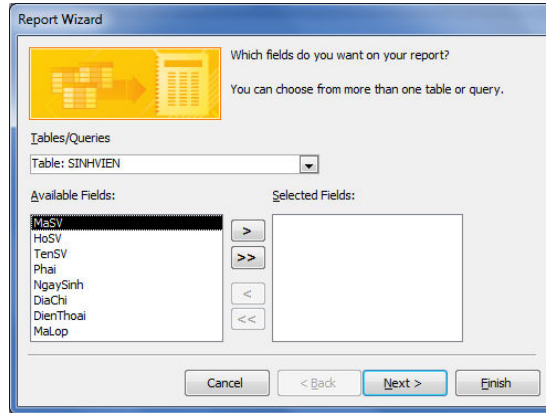 Report Wizard
Which fields do you want on your report?
You can choose from more than one table or query.
Tables/Queries
Table: SINHVIEN
Available Fields:
Selected Fields:
MaSV
HoSV
TenSV
Phai
NgaySinh
DiaChi
DienThoai
MaLop
>
>>
<
<<
Cancel
< Back
Next >
Finish